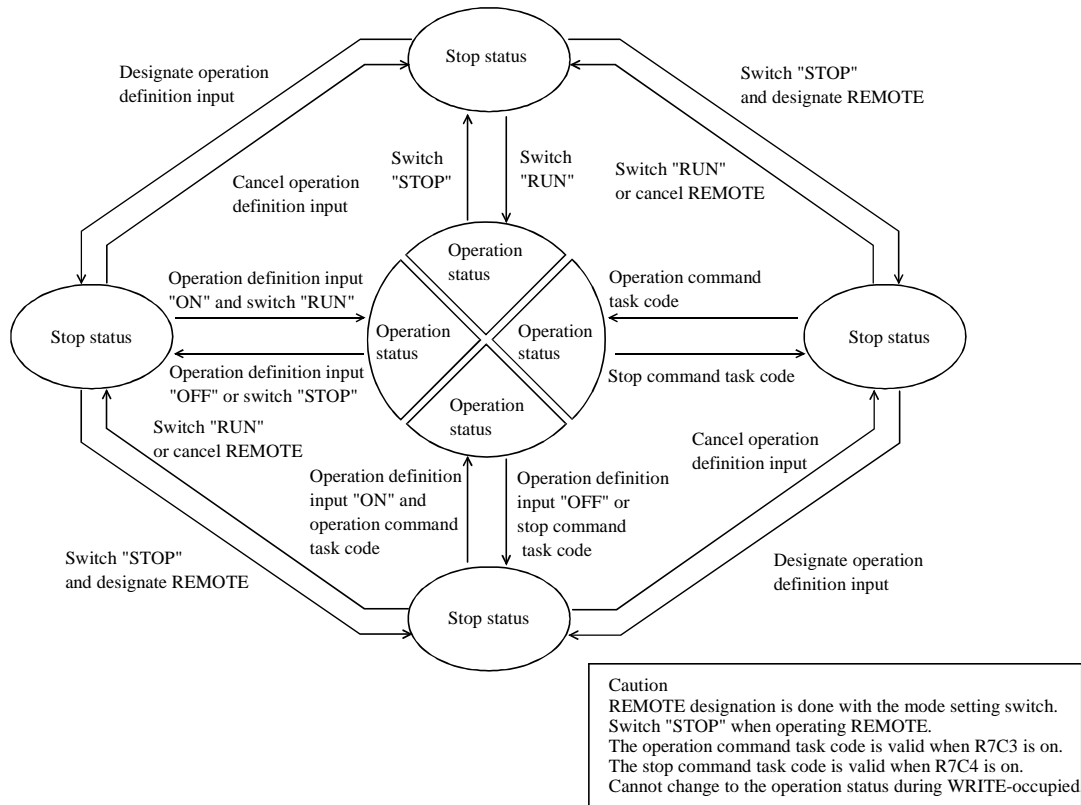 Stop status
Designate operation
definition input
Switch "STOP"
and designate REMOTE
Switch
"STOP"
Switch
"RUN"
Cancel operation
definition input
Switch "RUN"
or cancel REMOTE
Operation
status
Operation definition input
"ON" and switch "RUN"
Operation command
task code
Stop status
Operation
status
Operation
status
Stop status
Operation definition input
"OFF" or switch "STOP"
Stop command task code
Operation
status
Switch "RUN"
or cancel REMOTE
Cancel operation
definition input
Operation definition
input "ON" and
operation command
task code
Operation definition
input "OFF" or
stop command
task code
Switch "STOP"
and designate REMOTE
Designate operation
definition input
Stop status
Caution
REMOTE designation is done with the mode setting switch.
Switch "STOP" when operating REMOTE.
The operation command task code is valid when R7C3 is on.
The stop command task code is valid when R7C4 is on.
Cannot change to the operation status during WRITE-occupied